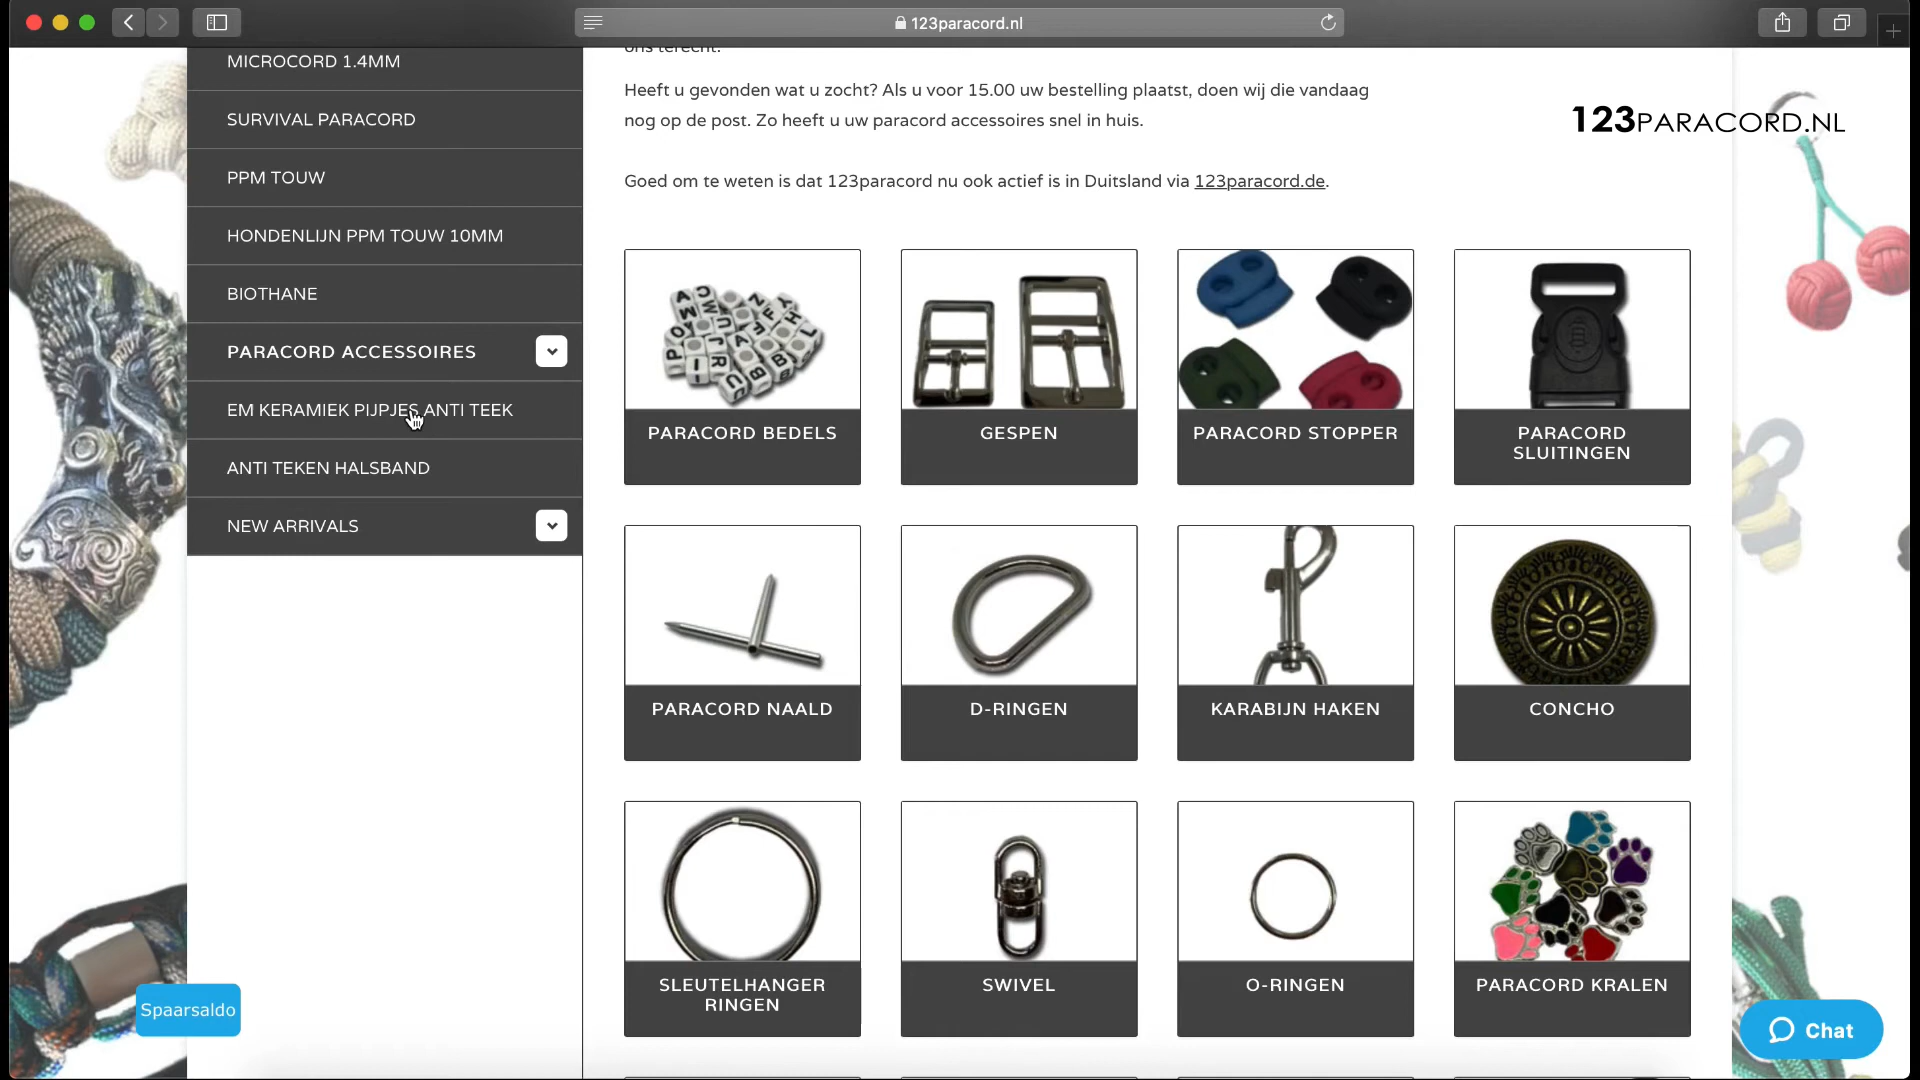 123paracord.nl
ons terecht.
MICROCORD 1.4MM
SURVIVAL PARACORD
PPM TOUW
HONDENLIJN PPM TOUW 10MM
BIOTHANE
PARACORD ACCESSOIRES
EM KERAMIEK PIJPJES ANTI TEEK
ANTI TEKEN HALSBAND
NEW ARRIVALS
Heeft u gevonden wat u zocht? Als u voor 15.00 uw bestelling plaatst, doen wij die vandaag
nog op de post. Zo heeft u uw paracord accessoires snel in huis.
Goed om te weten is dat 123paracord nu ook actief is in Duitsland via 123paracord.de.
123PARACORD.NL
PARACORD BEDELS
GESPEN
PARACORD STOPPER
PARACORD
SLUITINGEN
PARACORD NAALD
D-RINGEN
KARABIJN HAKEN
CONCHO
SLEUTELHANGER
RINGEN
SWIVEL
O-RINGEN
PARACORD KRALEN
Spaarsaldo
Chat